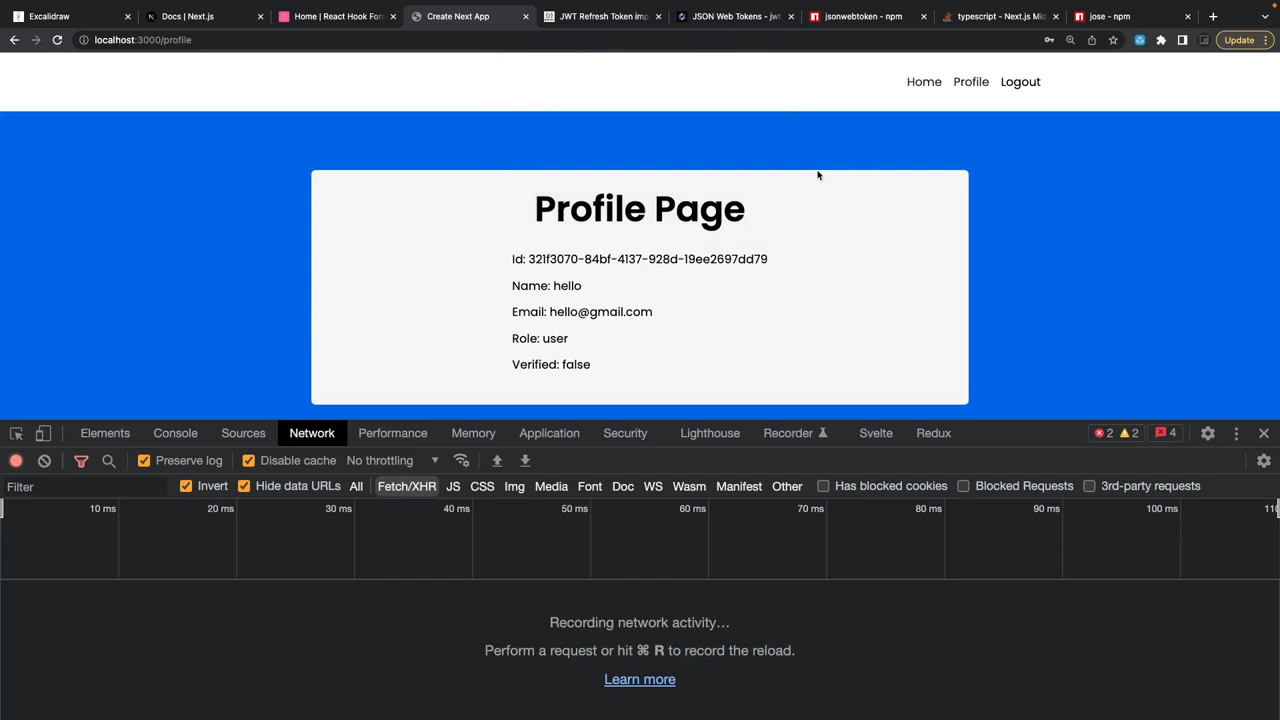 Excalidraw Docs | Next.js Home | React Hook For Create Next App JWT Refresh Token imp JSON Web Tokens - jwt jsonwebtoken - npm typescript - Next.js Mid jose - npm
localhost:3000/profile Update
Home Profile Logout
Profile Page
Id: 321f3070-84bf-4137-928d-19ee2697dd79
Name: hello
Email: hello@gmail.com
Role: user
Verified: false
Elements Console Sources Network Performance Memory Application Security Lighthouse Recorder Svelte Redux 2 2 4
Preserve log Disable cache No throttling
Filter Invert Hide data URLs All Fetch/XHR JS CSS Img Media Font Doc WS Wasm Manifest Other Has blocked cookies Blocked Requests 3rd-party requests
10 ms 20 ms 30 ms 40 ms 50 ms 60 ms 70 ms 80 ms 90 ms 100 ms 110
Recording network activity…
Perform a request or hit ⌘ R to record the reload.
Learn more